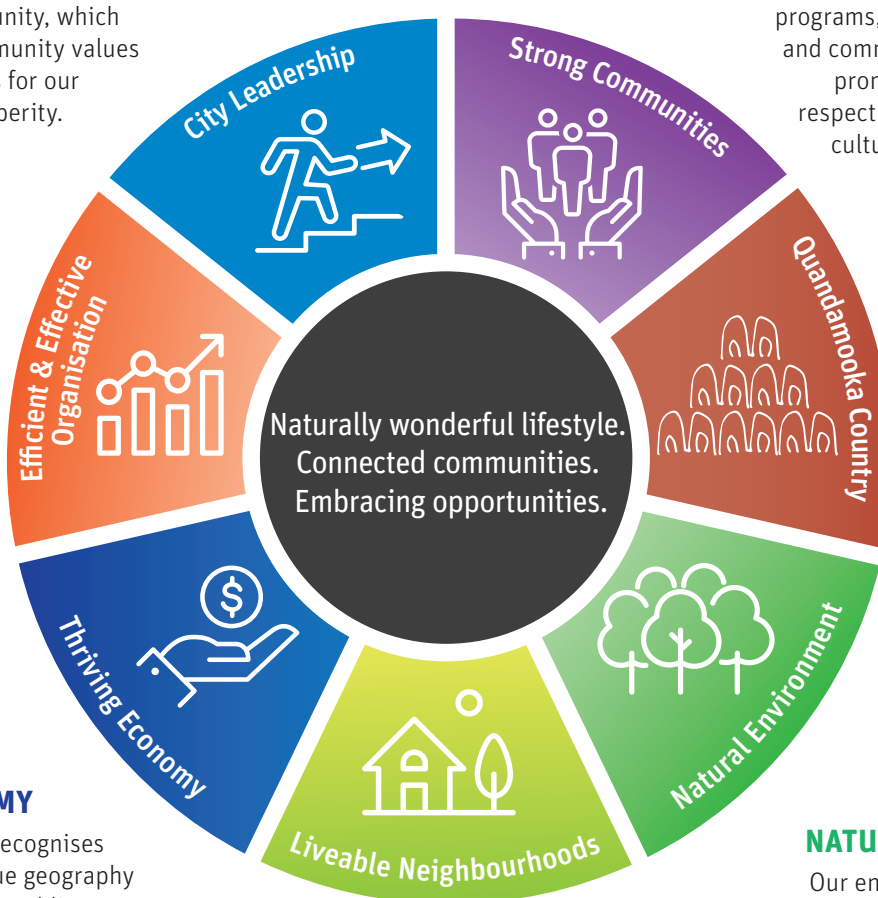 unity, which
munity values
for our
perity.
programs,
and comm
pron
respect
cultu
City Leadership
Strong Communities
Quandamooka Country
Natural Environment
Liveable Neighbourhoods
Thriving Economy
Efficient & Effective
Organisation
Naturally wonderful lifestyle.
Connected communities.
Embracing opportunities.
$
MY
ecognises
ue geography
NATU
Our en